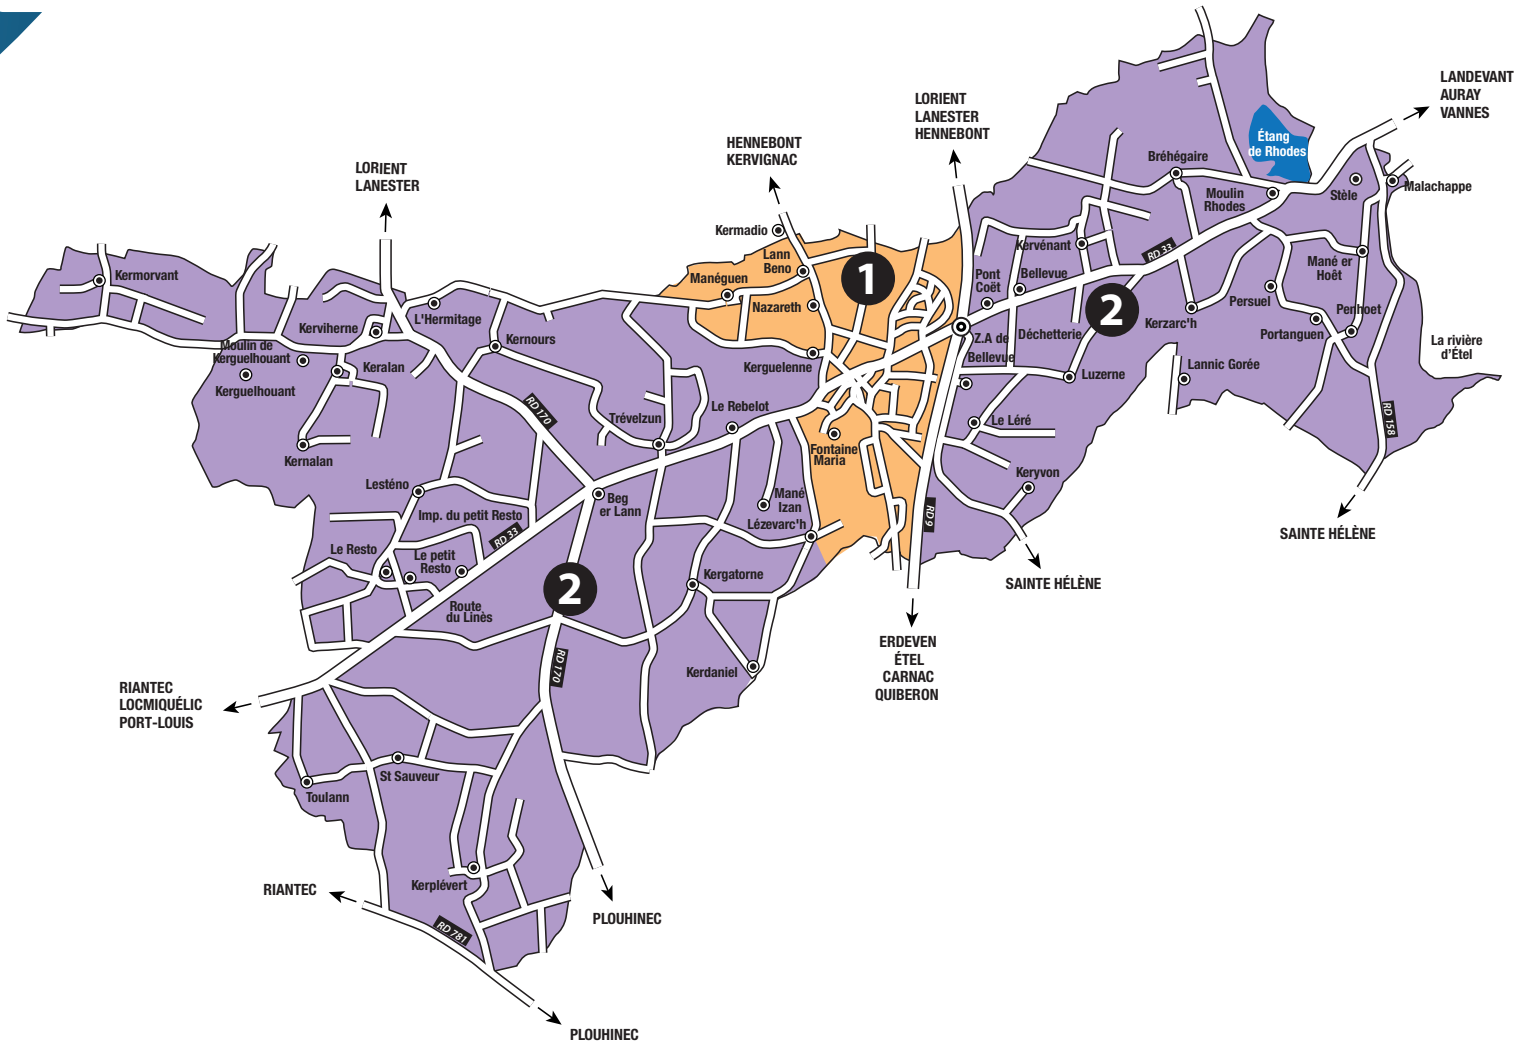 LANDEVANT
AURAY
VANNES
LORIENT
LANESTER
HENNEBONT
Étang
de Rhodes
HENNEBONT
KERVIGNAC
Bréhégaire
LORIENT
LANESTER
Moulin
Rhodes
Stèle
Malachappe
Kermadio
Kervénant
RD 33
Lann
Beno
Mané er
Hoët
1
Kermorvant
Manéguen
Pont
Coët
Bellevue
Nazareth
2
Persuel
Penhoet
L'Hermitage
Kerviherne
Kernours
Z.A de
Bellevue
Déchetterie
Kerzarc'h
Portanguen
La rivière
d'Étel
Moulin de
Kerguelhouant
Keralan
Kerguelenne
Lannic Gorée
Luzerne
Kerguelhouant
RD 170
Trévelzun
Le Rebelot
Le Léré
RD 158
Kernalan
Fontaine
Maria
Keryvon
Lesténo
Beg
er Lann
Mané
Izan
Imp. du petit Resto
RD 33
Lézevarc'h
RD 9
SAINTE HÉLÈNE
Le Resto
Le petit
Resto
Kergatorne
SAINTE HÉLÈNE
2
Route
du Linès
ERDEVEN
ÉTEL
CARNAC
QUIBERON
RD 170
Kerdaniel
RIANTEC
LOCMIQUÉLIC
PORT-LOUIS
St Sauveur
Toulann
Kerplévert
RIANTEC
PLOUHINEC
RD 781
PLOUHINEC